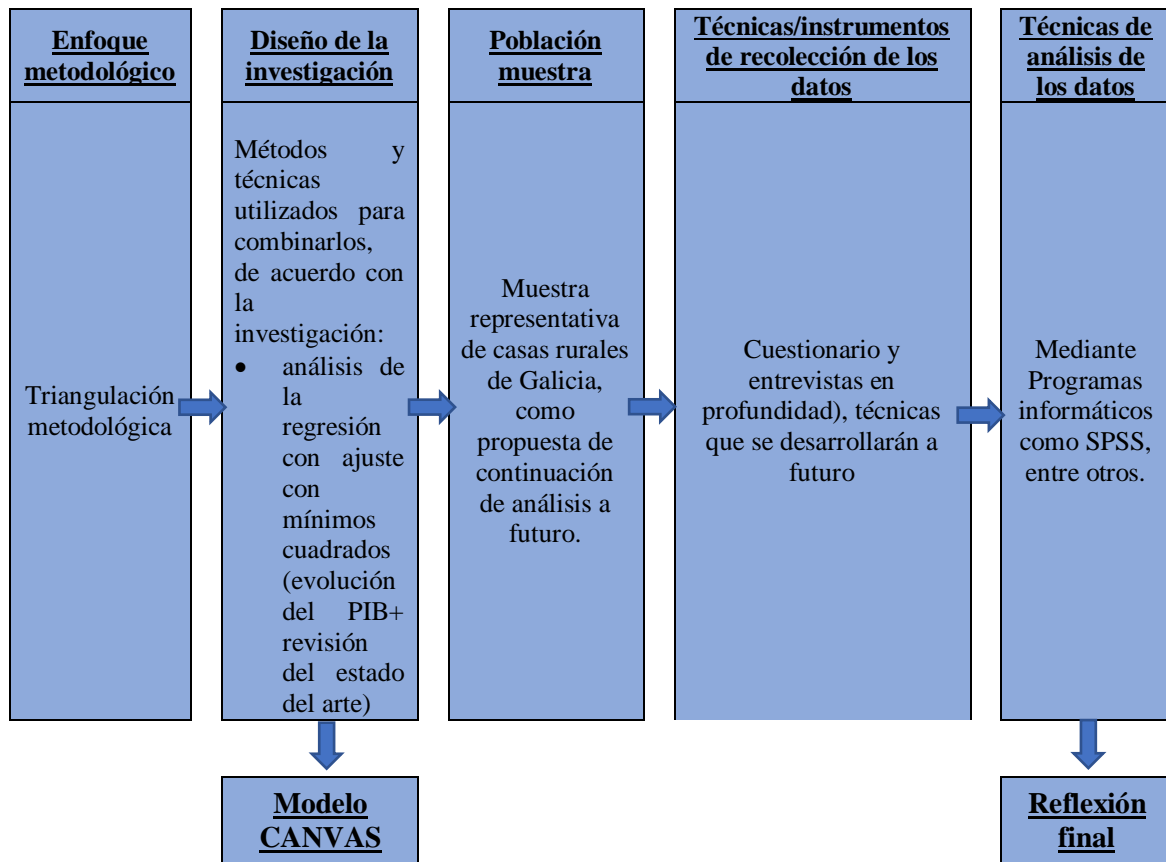 Enfoque
metodológico
Triangulación
metodológica
Diseño de la
investigación
Métodos y
técnicas
utilizados para
combinarlos,
de acuerdo con
la
investigación:
• análisis de
la
regresión
con ajuste
con
mínimos
cuadrados
(evolución
del PIB+
revisión
del estado
del arte)
Modelo
CANVAS
Población
muestra
Muestra
representativa
de casas rurales
de Galicia,
como
propuesta de
continuación
de análisis a
futuro.
Técnicas/instrumentos
de recolección de los
datos
Cuestionario y
entrevistas en
profundidad), técnicas
que se desarrollarán a
futuro
Técnicas de
análisis de
los datos
Mediante
Programas
informáticos
como SPSS,
entre otros.
Reflexión
final